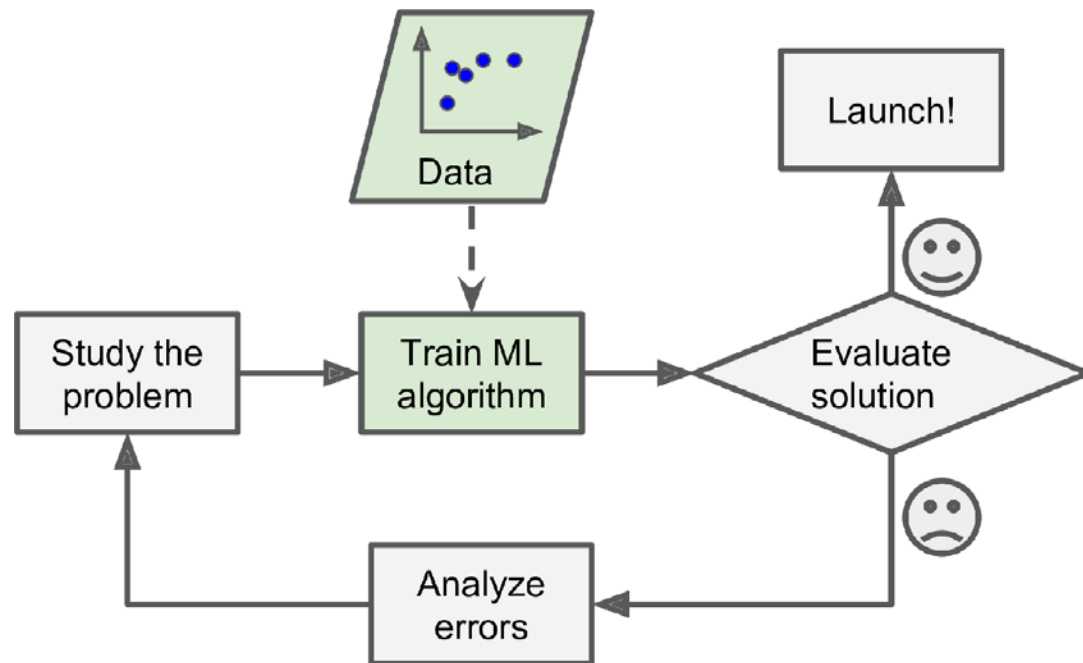 Data
Launch!
Study the
problem
Train ML
algorithm
Evaluate
solution
Analyze
errors